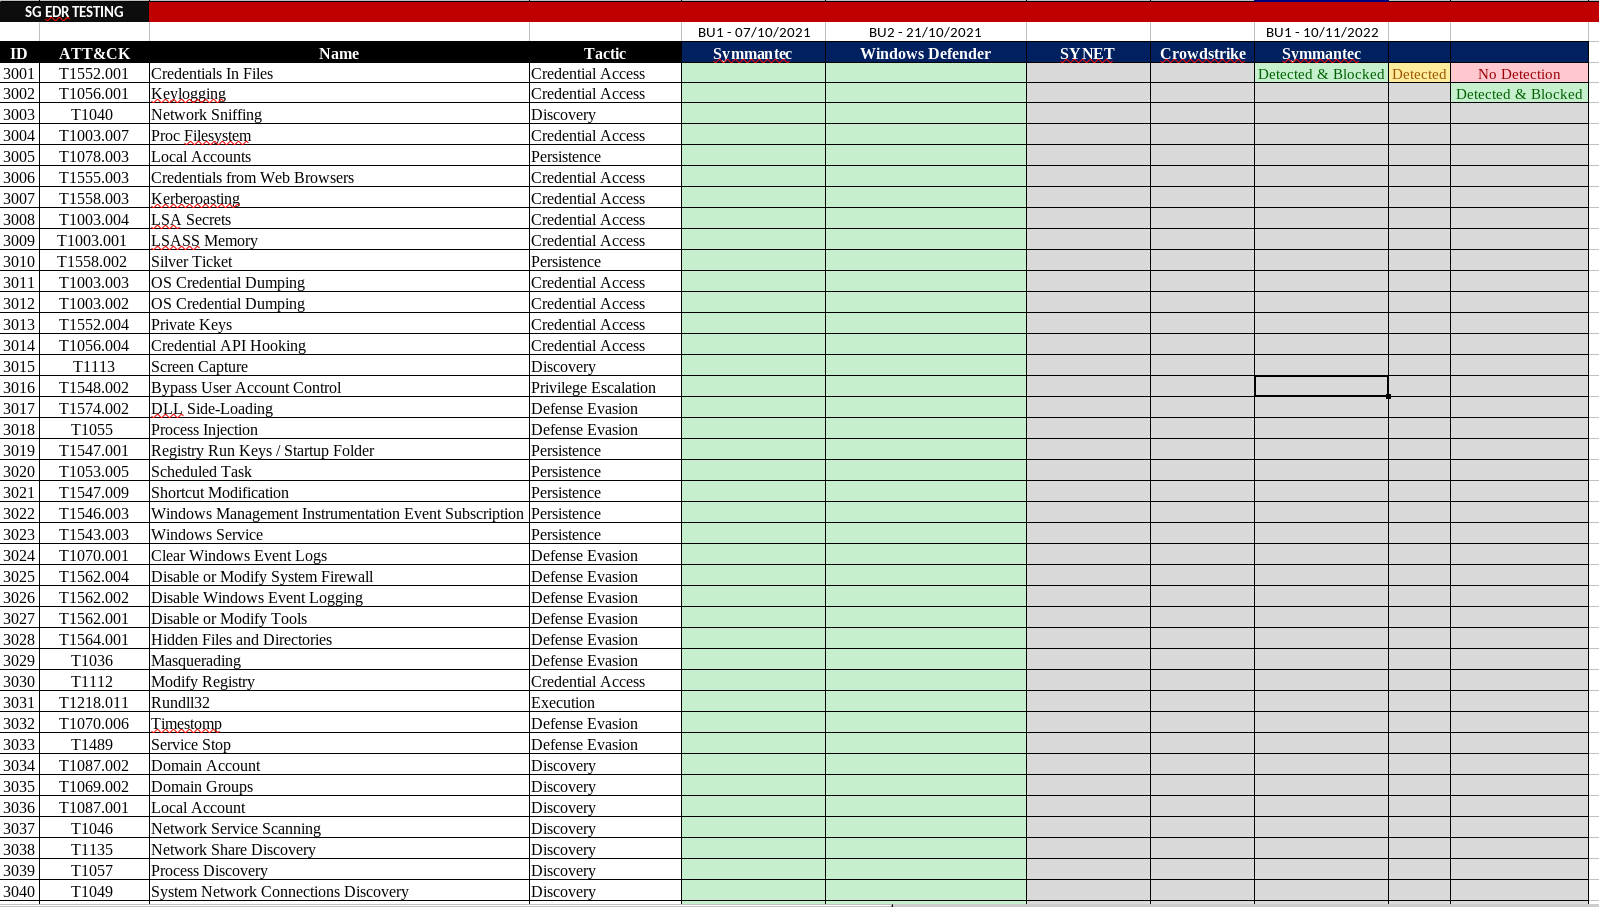 SG EDR TESTING
BU1 - 07/10/2021 BU2 - 21/10/2021 BU1 - 10/11/2022
ID ATT&CK Name Tactic Symmantec Windows Defender SYNET Crowdstrike Symmantec
3001 T1552.001 Credentials In Files Credential Access Detected & Blocked Detected No Detection
3002 T1056.001 Keylogging Credential Access Detected & Blocked
3003 T1040 Network Sniffing Discovery
3004 T1003.007 Proc Filesystem Credential Access
3005 T1078.003 Local Accounts Persistence
3006 T1555.003 Credentials from Web Browsers Credential Access
3007 T1558.003 Kerberoasting Credential Access
3008 T1003.004 LSA Secrets Credential Access
3009 T1003.001 LSASS Memory Credential Access
3010 T1558.002 Silver Ticket Persistence
3011 T1003.003 OS Credential Dumping Credential Access
3012 T1003.002 OS Credential Dumping Credential Access
3013 T1552.004 Private Keys Credential Access
3014 T1056.004 Credential API Hooking Credential Access
3015 T1113 Screen Capture Discovery
3016 T1548.002 Bypass User Account Control Privilege Escalation
3017 T1574.002 DLL Side-Loading Defense Evasion
3018 T1055 Process Injection Defense Evasion
3019 T1547.001 Registry Run Keys / Startup Folder Persistence
3020 T1053.005 Scheduled Task Persistence
3021 T1547.009 Shortcut Modification Persistence
3022 T1546.003 Windows Management Instrumentation Event Subscription Persistence
3023 T1543.003 Windows Service Persistence
3024 T1070.001 Clear Windows Event Logs Defense Evasion
3025 T1562.004 Disable or Modify System Firewall Defense Evasion
3026 T1562.002 Disable Windows Event Logging Defense Evasion
3027 T1562.001 Disable or Modify Tools Defense Evasion
3028 T1564.001 Hidden Files and Directories Defense Evasion
3029 T1036 Masquerading Defense Evasion
3030 T1112 Modify Registry Credential Access
3031 T1218.011 Rundll32 Execution
3032 T1070.006 Timestomp Defense Evasion
3033 T1489 Service Stop Defense Evasion
3034 T1087.002 Domain Account Discovery
3035 T1069.002 Domain Groups Discovery
3036 T1087.001 Local Account Discovery
3037 T1046 Network Service Scanning Discovery
3038 T1135 Network Share Discovery Discovery
3039 T1057 Process Discovery Discovery
3040 T1049 System Network Connections Discovery Discovery